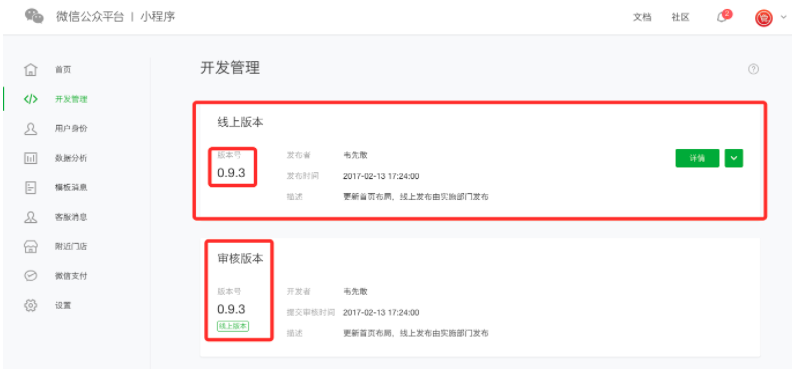 微信公众平台 | 小程序
文档
社区
2
首页
</>
开发管理
用户身份
数据分析
模板消息
客服消息
附近门店
微信支付
设置
开发管理
?
线上版本
版本号
0.9.3
发布者 韦先敢
发布时间 2017-02-13 17:24:00
描述 更新首页布局，线上发布由实施部门发布
详情
审核版本
版本号
0.9.3
线上版本
开发者 韦先敢
提交审核时间 2017-02-13 17:24:00
描述 更新首页布局，线上发布由实施部门发布